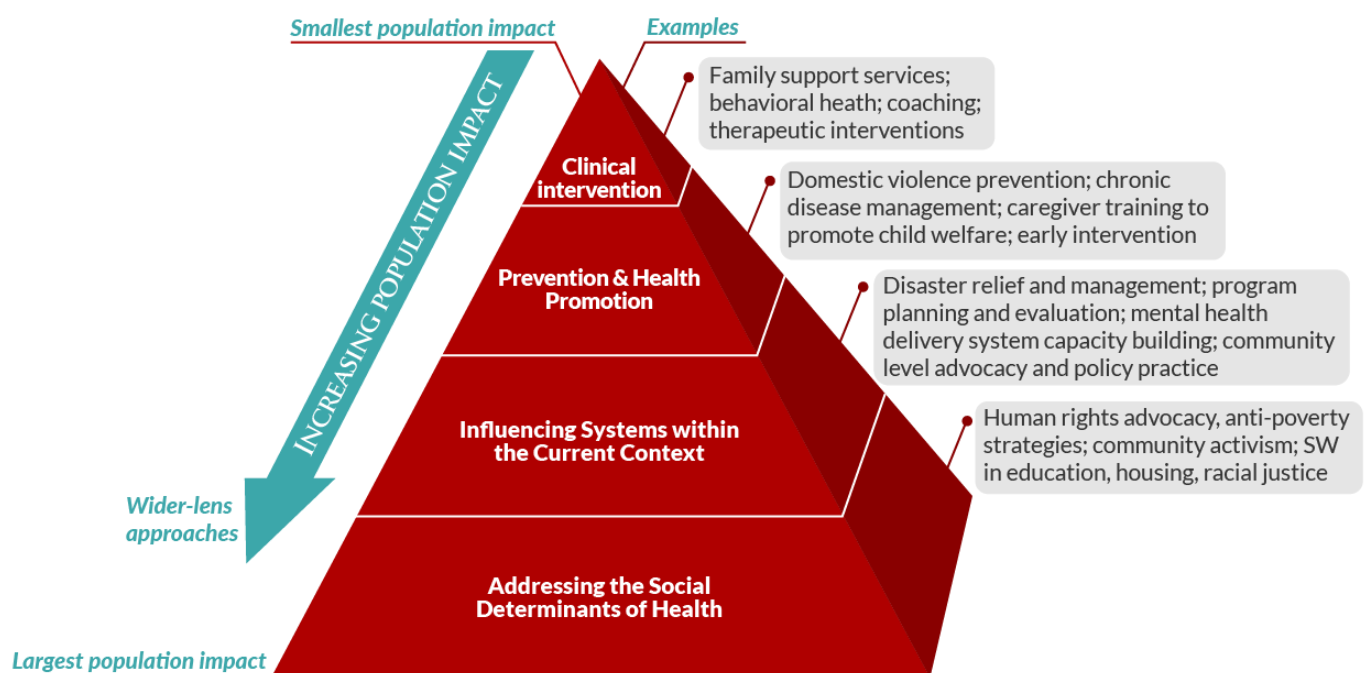 Smallest population impact
Examples
INCREASING POPULATION IMPACT
Family support services;
behavioral heath; coaching;
therapeutic interventions
Clinical
intervention
Domestic violence prevention; chronic
disease management; caregiver training to
promote child welfare; early intervention
Prevention & Health
Promotion
Disaster relief and management; program
planning and evaluation; mental health
delivery system capacity building; community
level advocacy and policy practice
Influencing Systems within
the Current Context
Human rights advocacy, anti-poverty
strategies; community activism; SW
in education, housing, racial justice
Wider-lens
approaches
Addressing the Social
Determinants of Health
Largest population impact